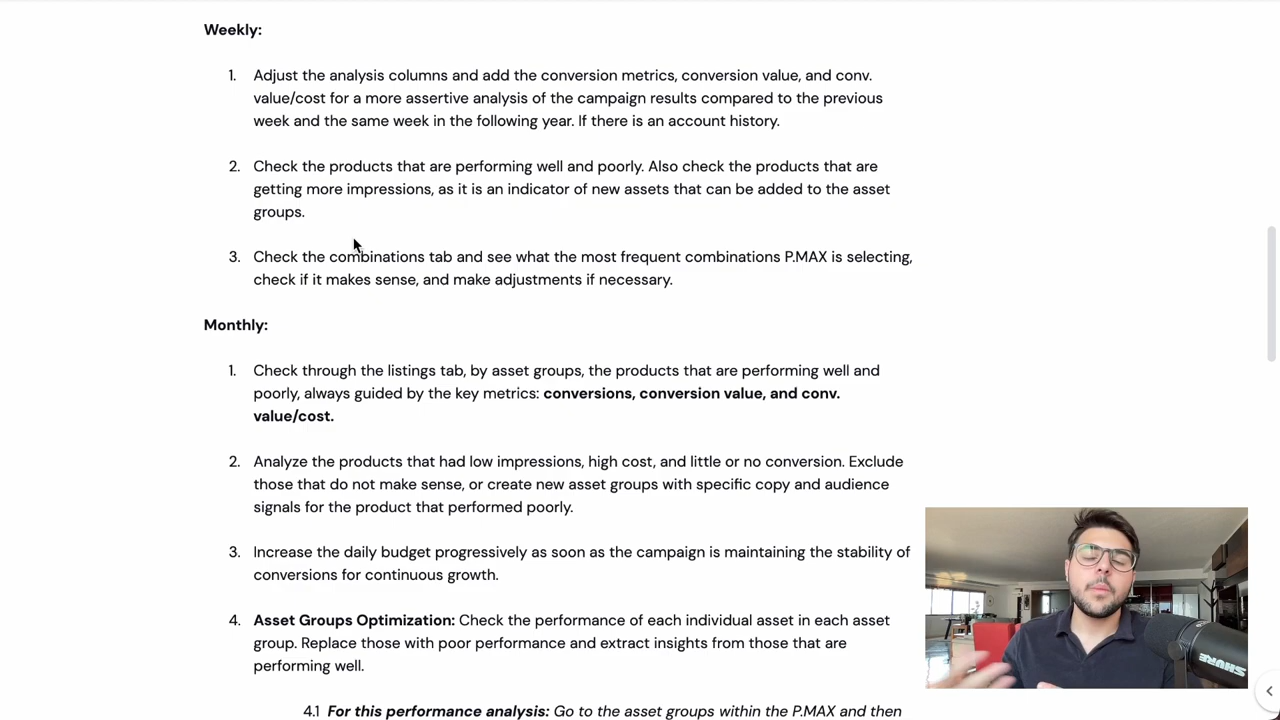 Weekly:
1. Adjust the analysis columns and add the conversion metrics, conversion value, and conv.
value/cost for a more assertive analysis of the campaign results compared to the previous
week and the same week in the following year. If there is an account history.
2. Check the products that are performing well and poorly. Also check the products that are
getting more impressions, as it is an indicator of new assets that can be added to the asset
groups.
3. Check the combinations tab and see what the most frequent combinations P.MAX is selecting,
check if it makes sense, and make adjustments if necessary.
Monthly:
1. Check through the listings tab, by asset groups, the products that are performing well and
poorly, always guided by the key metrics: conversions, conversion value, and conv.
value/cost.
2. Analyze the products that had low impressions, high cost, and little or no conversion. Exclude
those that do not make sense, or create new asset groups with specific copy and audience
signals for the product that performed poorly.
3. Increase the daily budget progressively as soon as the campaign is maintaining the stability of
conversions for continuous growth.
4. Asset Groups Optimization: Check the performance of each individual asset in each asset
group. Replace those with poor performance and extract insights from those that are
performing well.
4.1 For this performance analysis: Go to the asset groups within the P.MAX and then
SHURE